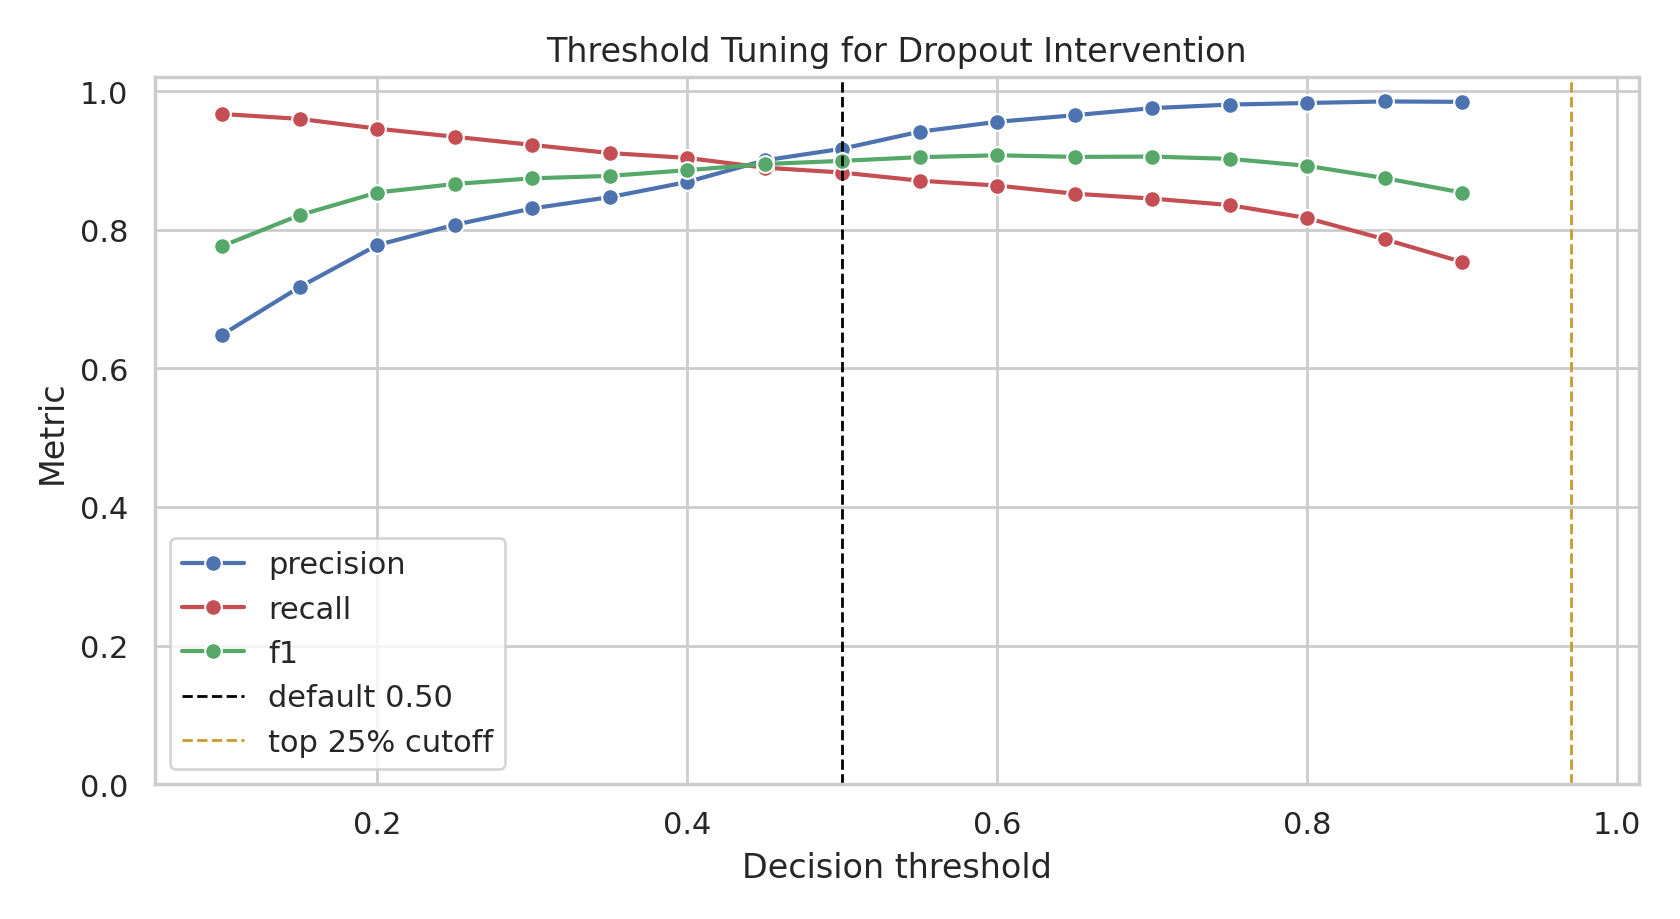 Threshold Tuning for Dropout Intervention
Metric
1.0
0.8
0.6
0.4
0.2
0.0
precision
recall
f1
default 0.50
top 25% cutoff
0.2
0.4
0.6
0.8
1.0
Decision threshold